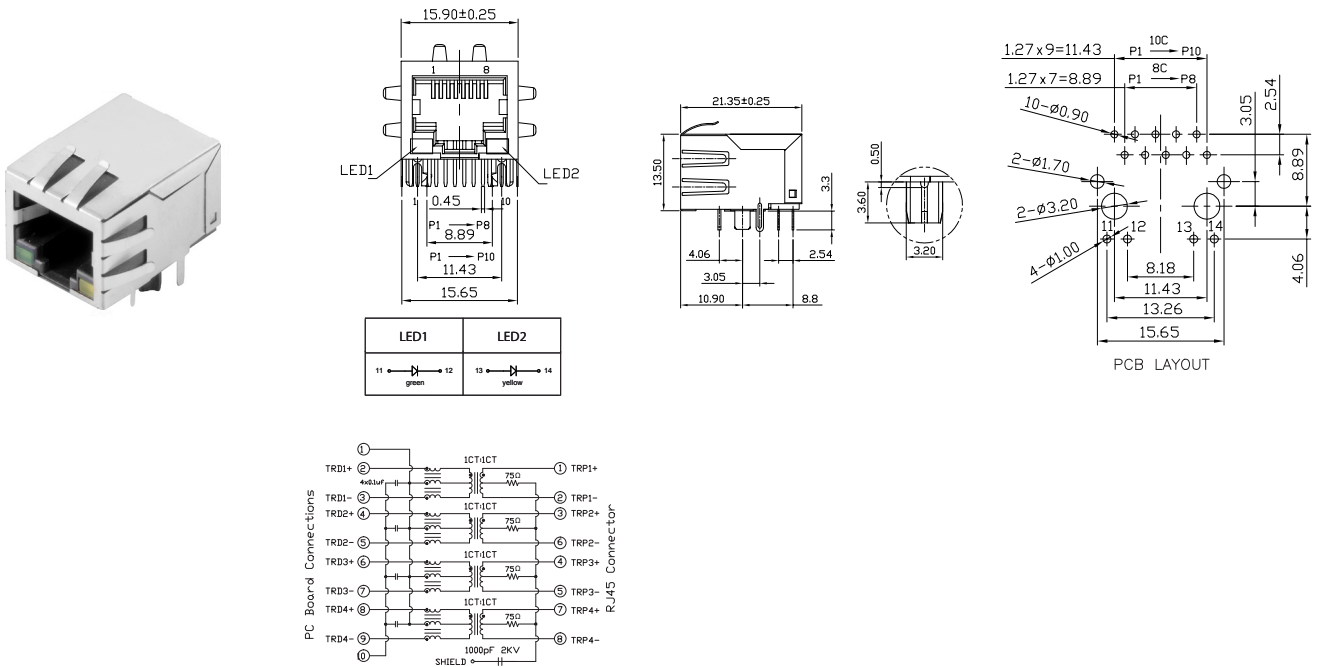 15.90±0.25
1 8
LED1
LED2
1 0.45 10
P1 P8
8.89
P1 P10
11.43
15.65
21.35±0.25
13.50
3.3
4.06
2.54
3.05
10.90
8.8
0.50
3.60
3.20
1.27x9=11.43
10C
P1 P10
1.27x7=8.89
8C
P1 P8
10-Ø0.90
3.05
2.54
2-Ø1.70
8.89
2-Ø3.20
11 12 13 14
4-Ø1.00
4.06
8.18
11.43
13.26
15.65
PCB LAYOUT
LED1 LED2
11 12 13 14
green yellow
PC Board Connections
RJ45 Connector
1
1CT:1CT
TRD1+ 2
1 TRP1+
75Ω
4x0.1uF
TRD1- 3
2 TRP1-
1CT:1CT
TRD2+ 4
3 TRP2+
75Ω
TRD2- 5
6 TRP2-
1CT:1CT
TRD3+ 6
4 TRP3+
75Ω
TRD3- 7
5 TRP3-
1CT:1CT
TRD4+ 8
7 TRP4+
75Ω
TRD4- 9
8 TRP4-
10
1000pF 2KV
SHIELD